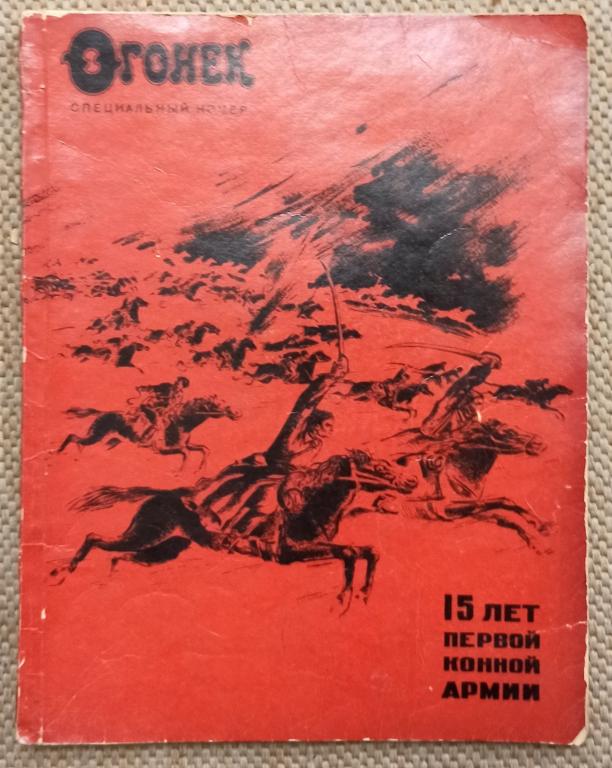 Огонек
СПЕЦИАЛЬНЫЙ НОМЕР
15 ЛЕТ
ПЕРВОЙ
КОННОЙ
АРМИИ